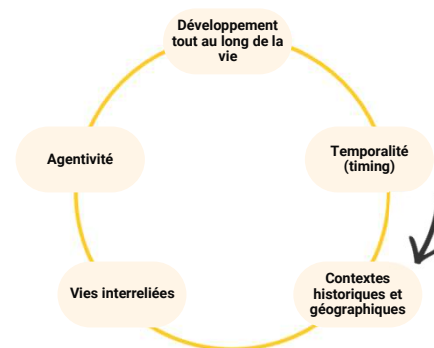 Développement
tout au long de la
vie
Temporalité
(timing)
Contextes
historiques et
géographiques
Vies interreliées
Agentivité